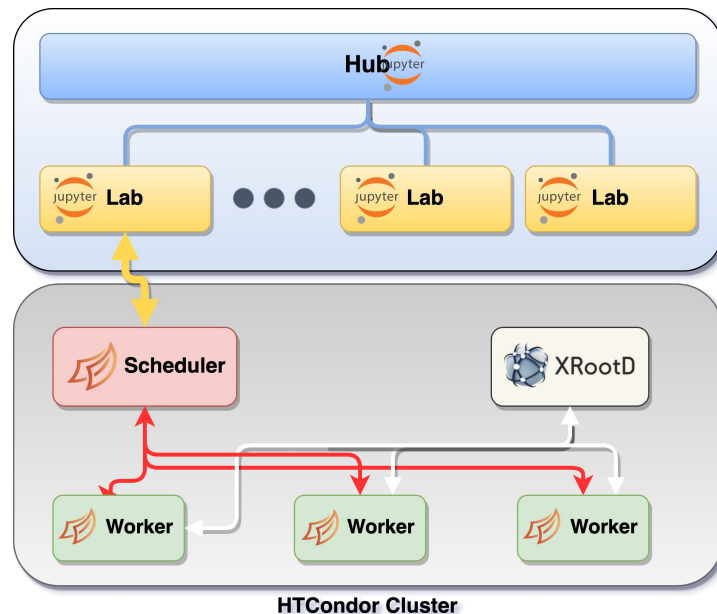 Hub jupyter
jupyter Lab
jupyter Lab
jupyter Lab
Scheduler
XRootD
Worker
Worker
Worker
HTCondor Cluster